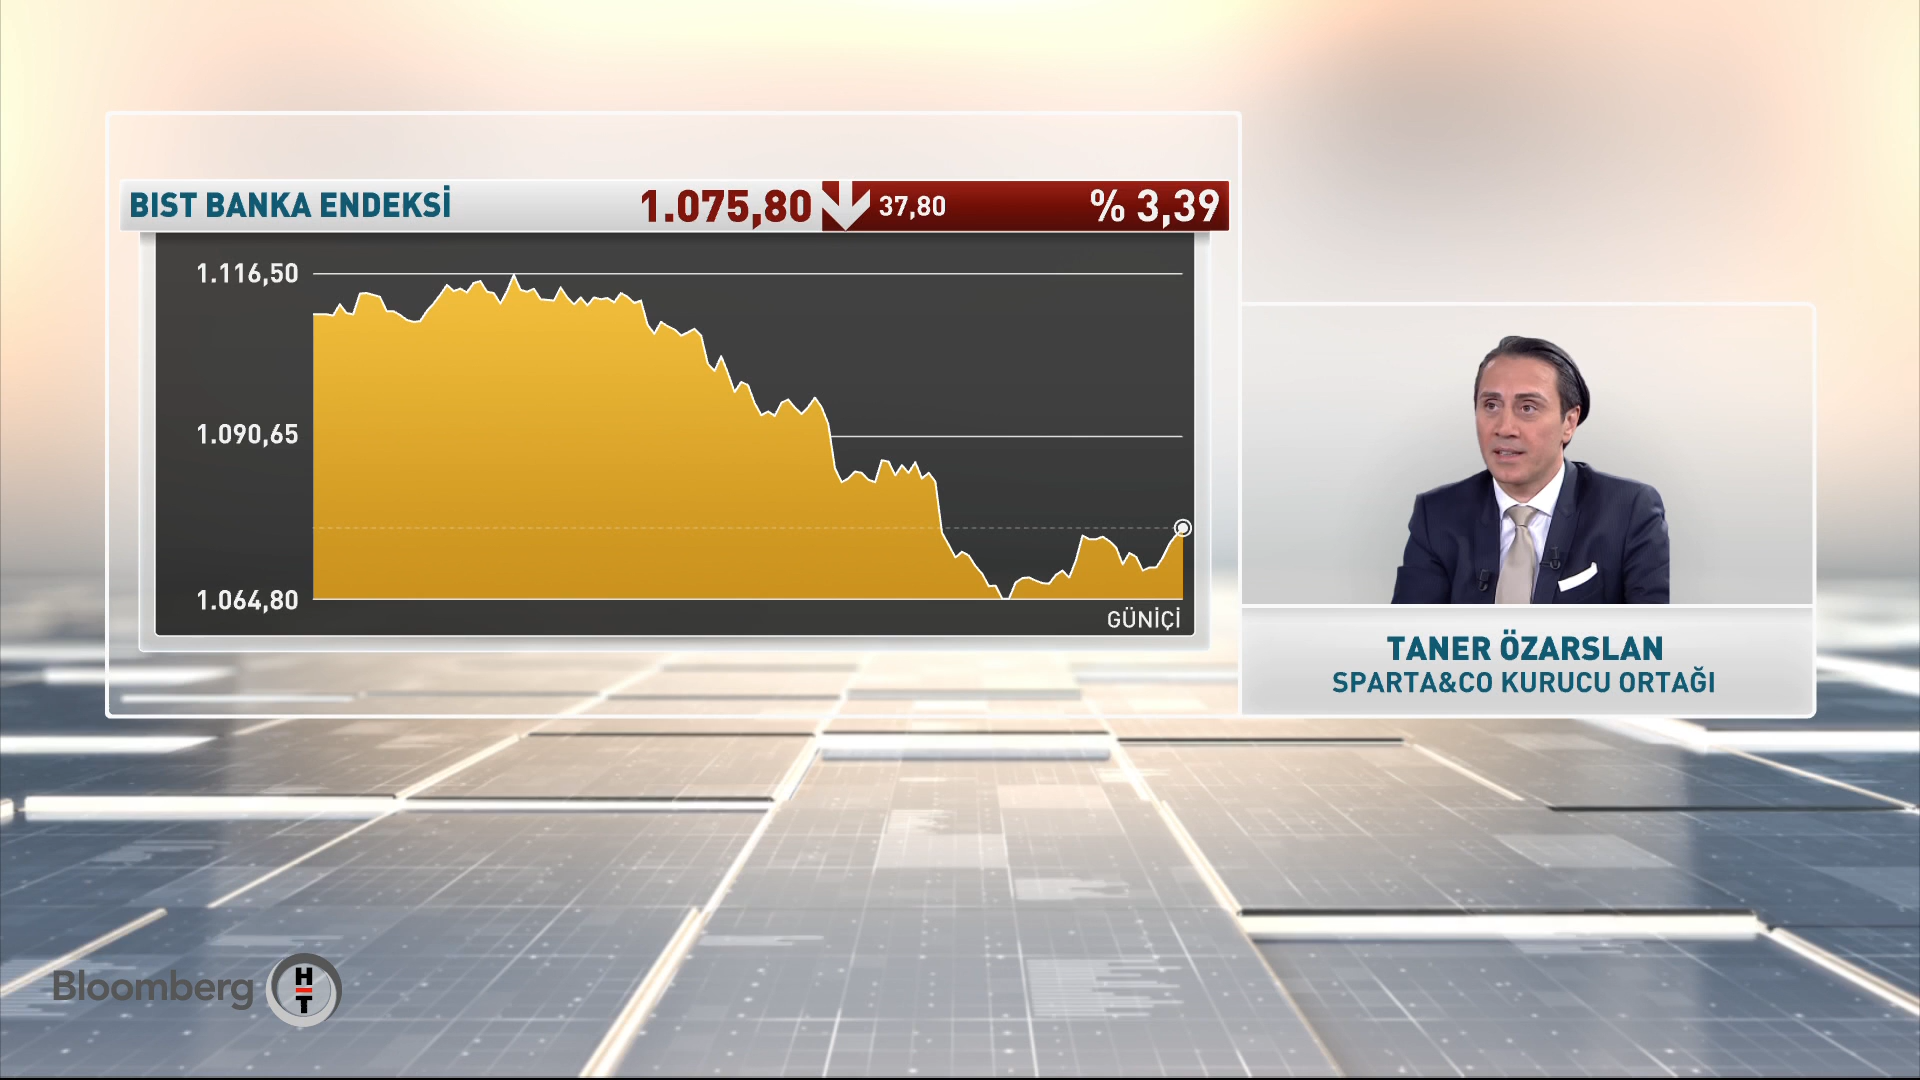 BIST BANKA ENDEKSİ 1.075,80 37,80 % 3,39
1.116,50
1.090,65
1.064,80
GÜNİÇİ
TANER ÖZARSLAN
SPARTA&CO KURUCU ORTAĞI
Bloomberg HT